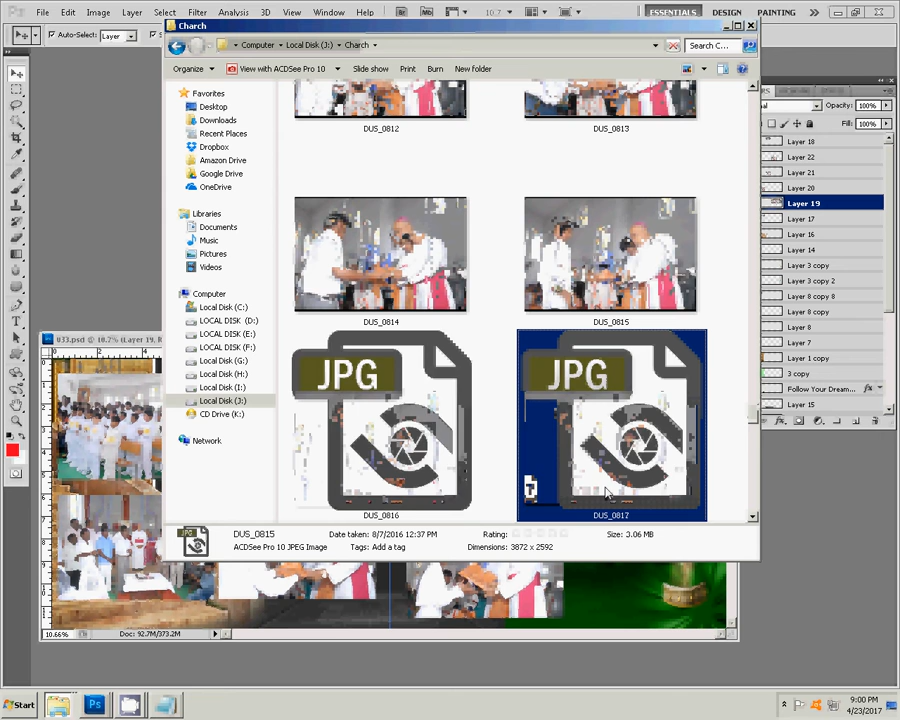 File Edit Image Layer Select Filter Analysis 3D View Window Help 10.7 ESSENTIALS DESIGN PAINTING
Auto-Select: Layer
Charch
Computer Local Disk (J:) Charch
Search C...
Organize View with ACDSee Pro 10 Slide show Print Burn New folder
Favorites
Desktop
Downloads
Recent Places
Dropbox
Amazon Drive
Google Drive
OneDrive
Libraries
Documents
Music
Pictures
Videos
Computer
Local Disk (C:)
LOCAL DISK (D:)
LOCAL DISK (E:)
LOCAL DISK (F:)
Local Disk (G:)
Local Disk (H:)
Local Disk (I:)
Local Disk (J:)
CD Drive (K:)
Network
DUS_0812 DUS_0813
DUS_0814 DUS_0815
JPG JPG
DUS_0816 DUS_0817
JPG
DUS_0815 Date taken: 8/7/2016 12:37 PM Rating: Size: 3.06 MB
ACDSee Pro 10 JPEG Image Tags: Add a tag Dimensions: 3872 x 2592
Opacity: 100%
Fill: 100%
Layer 18
Layer 22
Layer 21
Layer 20
Layer 19
Layer 17
Layer 16
Layer 14
Layer 3 copy
Layer 3 copy 2
Layer 8 copy 8
Layer 8 copy
Layer 8
Layer 7
Layer 1 copy
3 copy
Follow Your Dream... fx
Layer 15
033.psd @ 10.7% (Layer 19, R
0 2 4
10.66% Doc: 92.7M/373.2M
Start
9:00 PM
4/23/2017